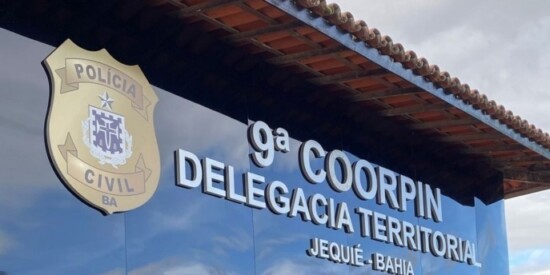 POLÍCIA
CIVIL
BA
9ª COORPIN
DELEGACIA TERRITORIAL
JEQUIÉ - BAHIA